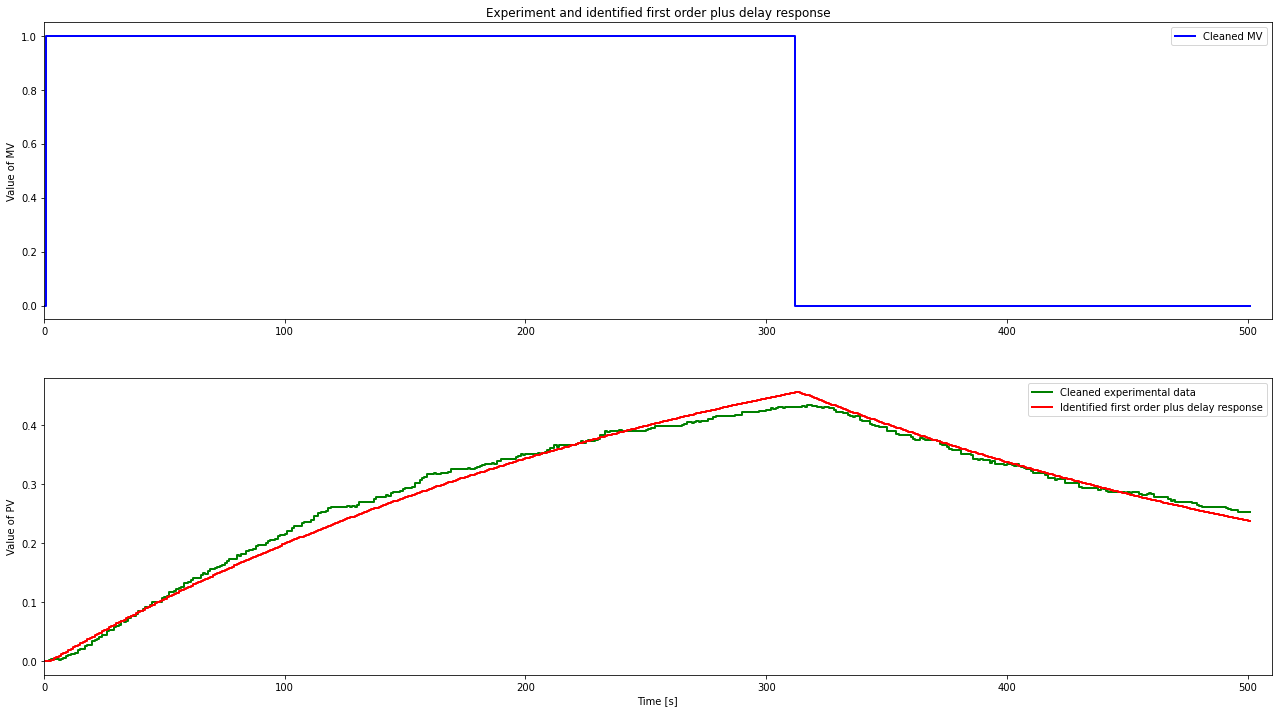 Experiment and identified first order plus delay response
Cleaned MV
Value of MV
1.0
0.8
0.6
0.4
0.2
0.0
0 100 200 300 400 500
Cleaned experimental data
Identified first order plus delay response
Value of PV
0.4
0.3
0.2
0.1
0.0
0 100 200 300 400 500
Time [s]